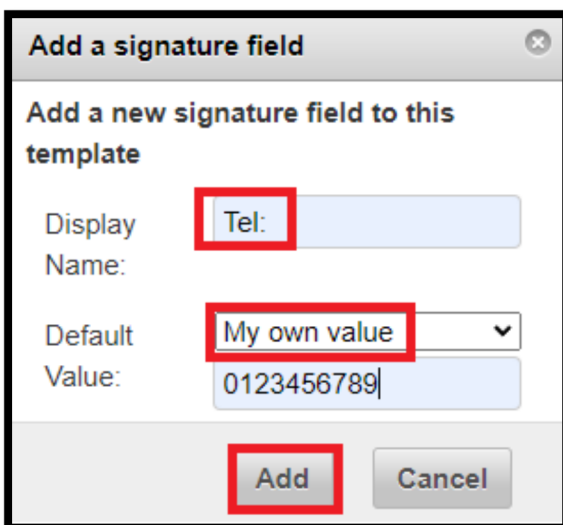 Add a signature field
Add a new signature field to this
template
Display
Name:
Tel:
Default
Value:
My own value
0123456789
Add
Cancel